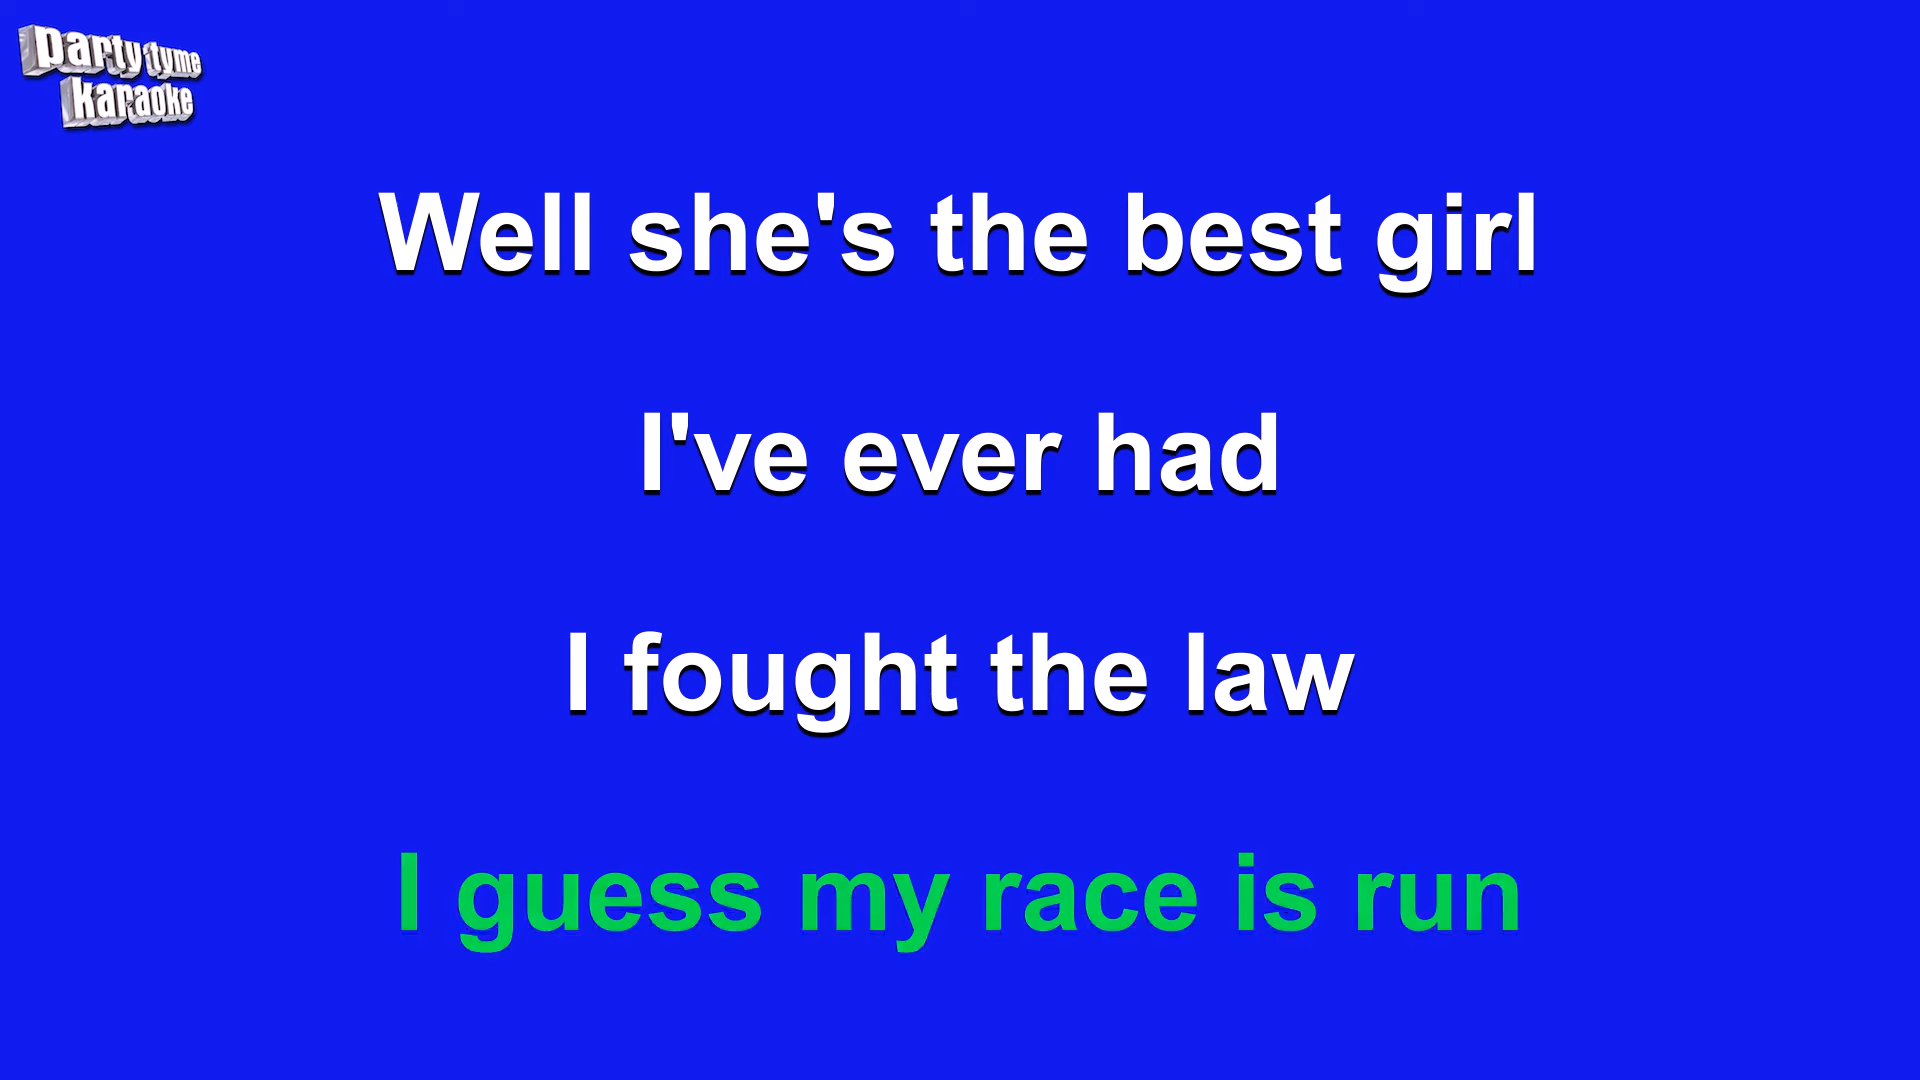 party tyme
karaoke
Well she's the best girl
I've ever had
I fought the law
I guess my race is run